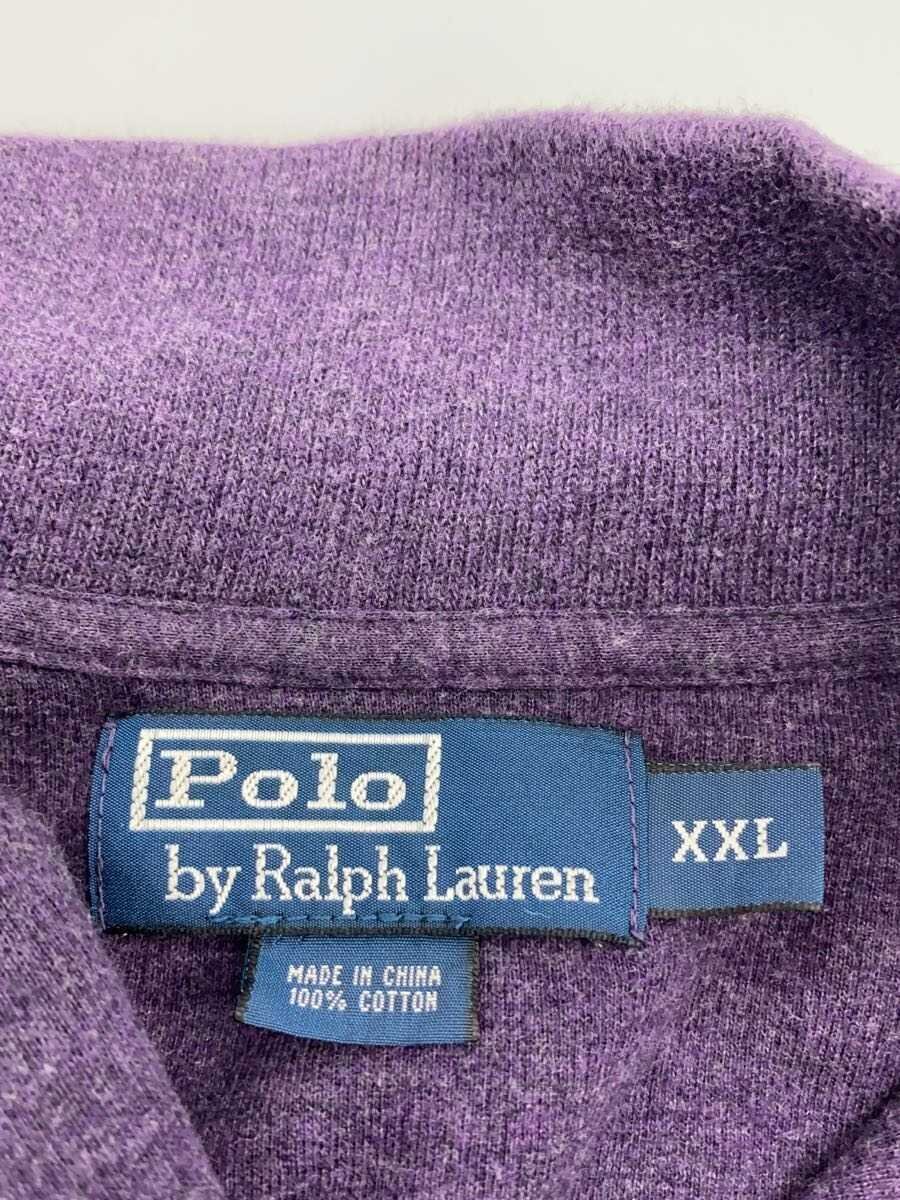 Polo
by Ralph Lauren
XXL
MADE IN CHINA
100% COTTON